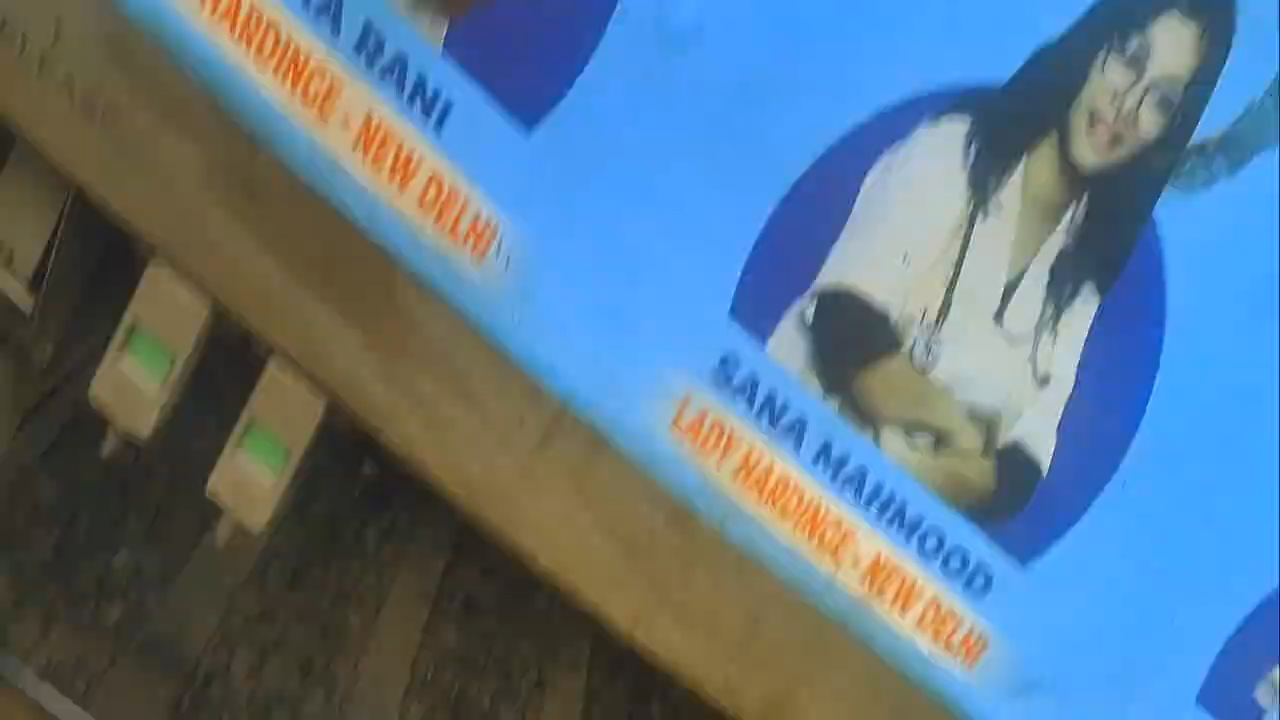 RANI
HARDINGE - NEW DELHI
SANA MAHMOOD
LADY HARDINGE - NEW DELHI